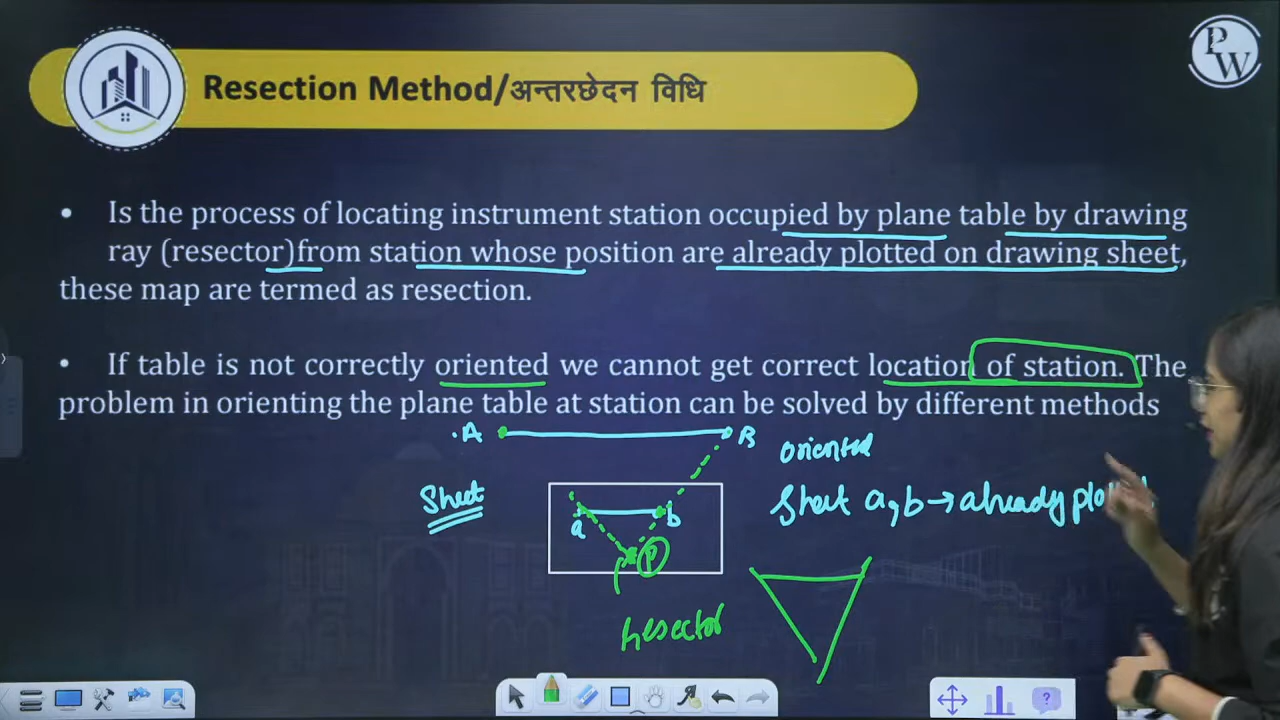 Resection Method/अन्तरछेदन विधि
PW
• Is the process of locating instrument station occupied by plane table by drawing
ray (resector)from station whose position are already plotted on drawing sheet,
these map are termed as resection.
• If table is not correctly oriented we cannot get correct location of station. The
problem in orienting the plane table at station can be solved by different methods
.A B
oriented
Sheet
Sheet a,b→already
a b
P
resector